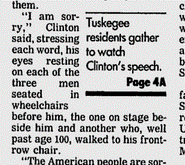 them.
"I am sor-
ry," Clinton
said, stressing
each word, his
eyes resting
on each of the
three men
seated in
wheelchairs
Tuskegee
residents gather
to watch
Clinton's speech.
Page 4A
before him, the one on stage be-
side him and another who, well
past age 100, walked to his front-
row chair.
"The American people are sor-